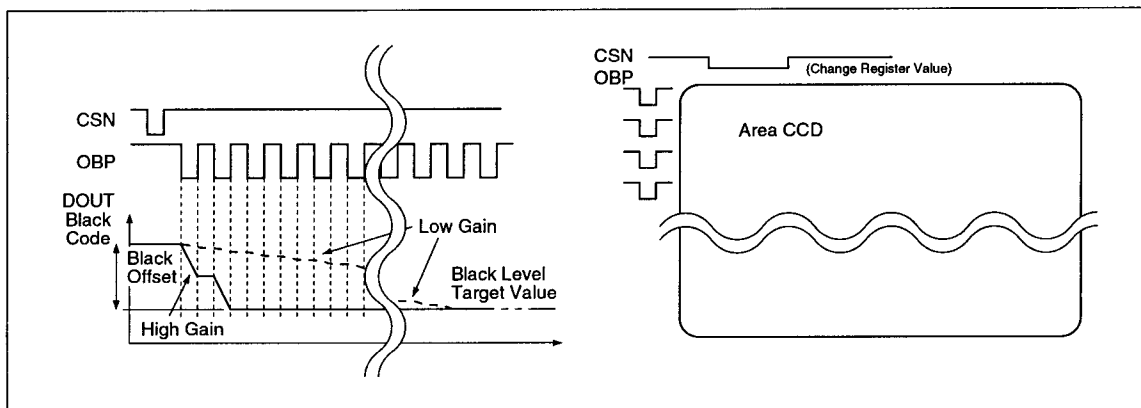 CSN
OBP
DOUT
Black
Code
Black
Offset
High Gain
Low Gain
Black Level
Target Value
CSN
OBP
(Change Register Value)
Area CCD